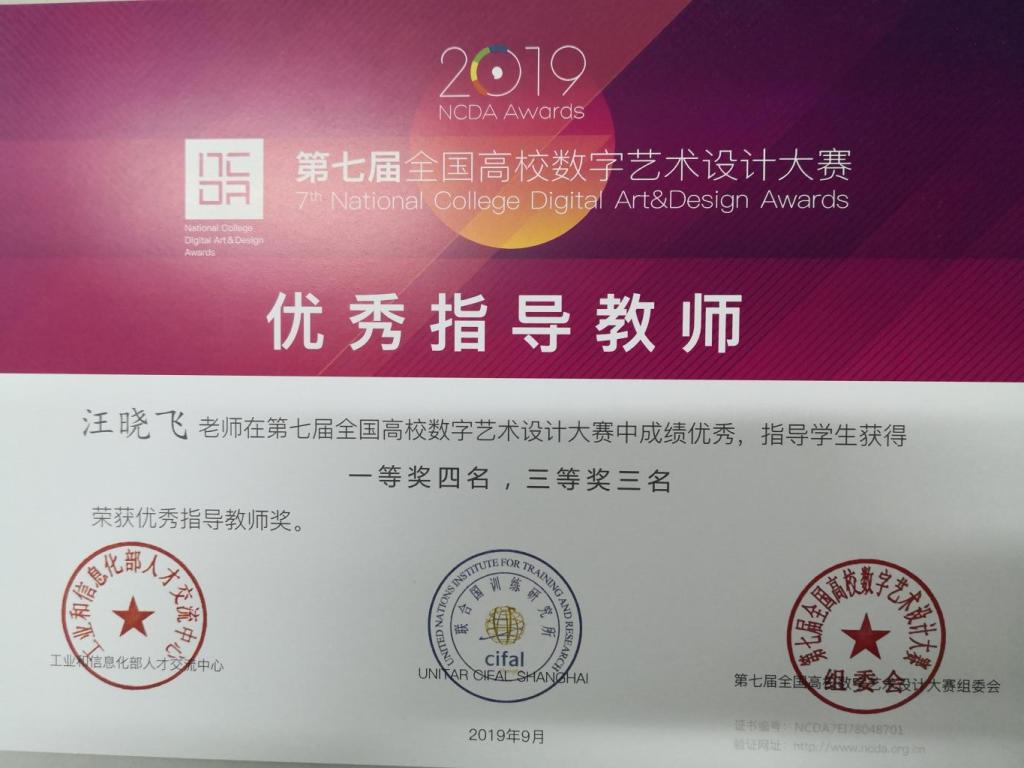 2019
NCDA Awards
NC
DA
National College
Digital Art & Design
Awards
第七届全国高校数字艺术设计大赛
7th National College Digital Art&Design Awards
优秀指导教师
汪晓飞 老师在第七届全国高校数字艺术设计大赛中成绩优秀，指导学生获得
一等奖四名，三等奖三名
荣获优秀指导教师奖。
工业和信息化部人才交流中心
工业和信息化部人才交流中心
UNITED NATIONS INSTITUTE FOR TRAINING AND RESEARCH
联合国训练研究所
cifal
UNITAR CIFAL SHANGHAI
第七届全国高校数字艺术设计大赛
组委会
第七届全国高校数字艺术设计大赛组委会
2019年9月
证书编号：NCDA7EI78048701
验证网址：http://www.ncda.org.cn